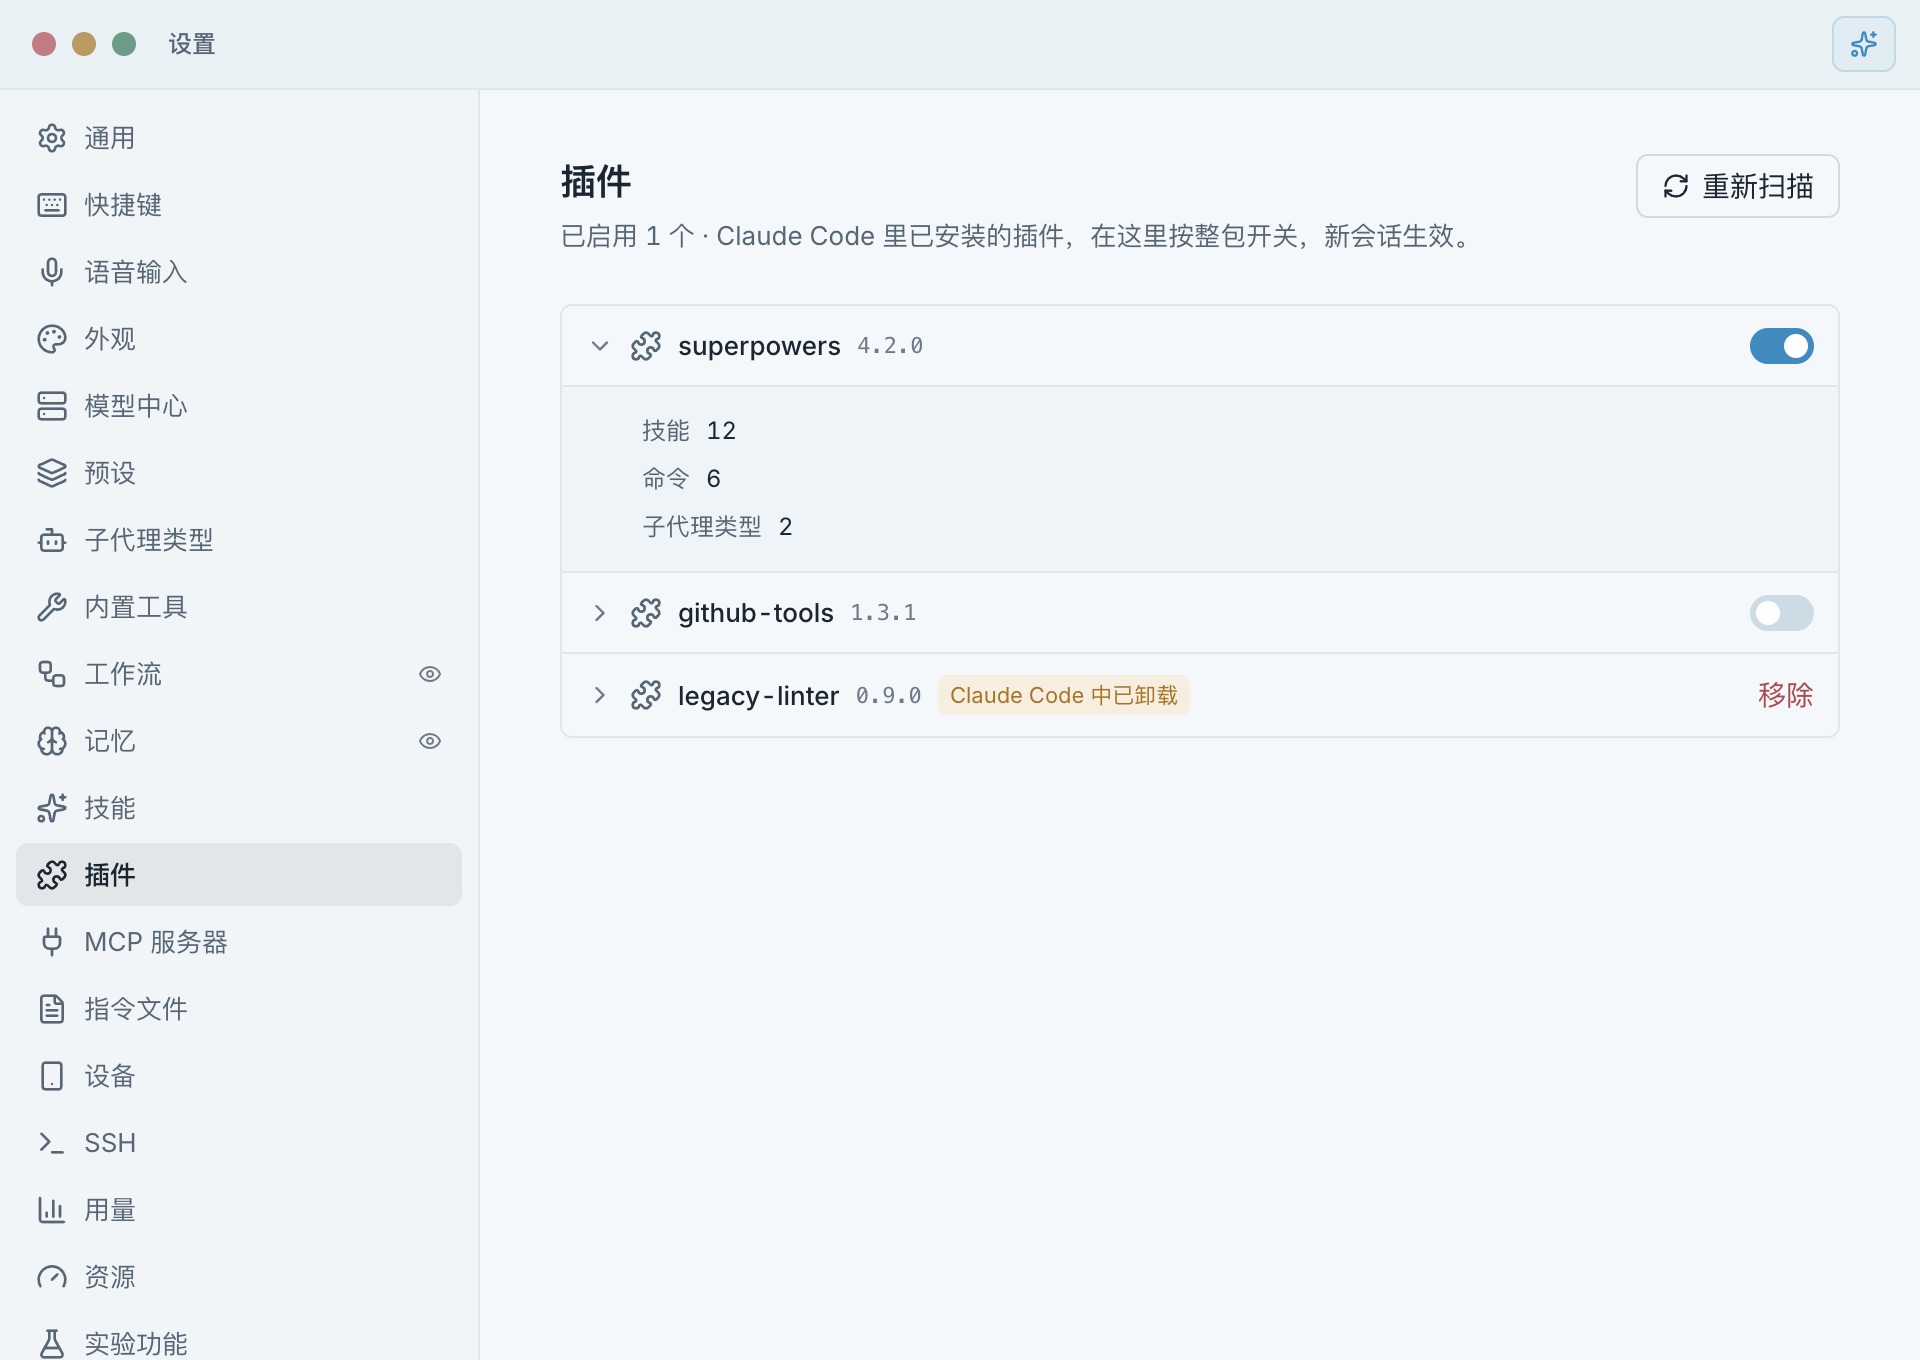 设置
通用
快捷键
语音输入
外观
模型中心
预设
子代理类型
内置工具
工作流
记忆
技能
插件
MCP 服务器
指令文件
设备
SSH
用量
资源
实验功能
插件
重新扫描
已启用 1 个 · Claude Code 里已安装的插件，在这里按整包开关，新会话生效。
superpowers 4.2.0
技能 12
命令 6
子代理类型 2
github-tools 1.3.1
legacy-linter 0.9.0 Claude Code 中已卸载 移除